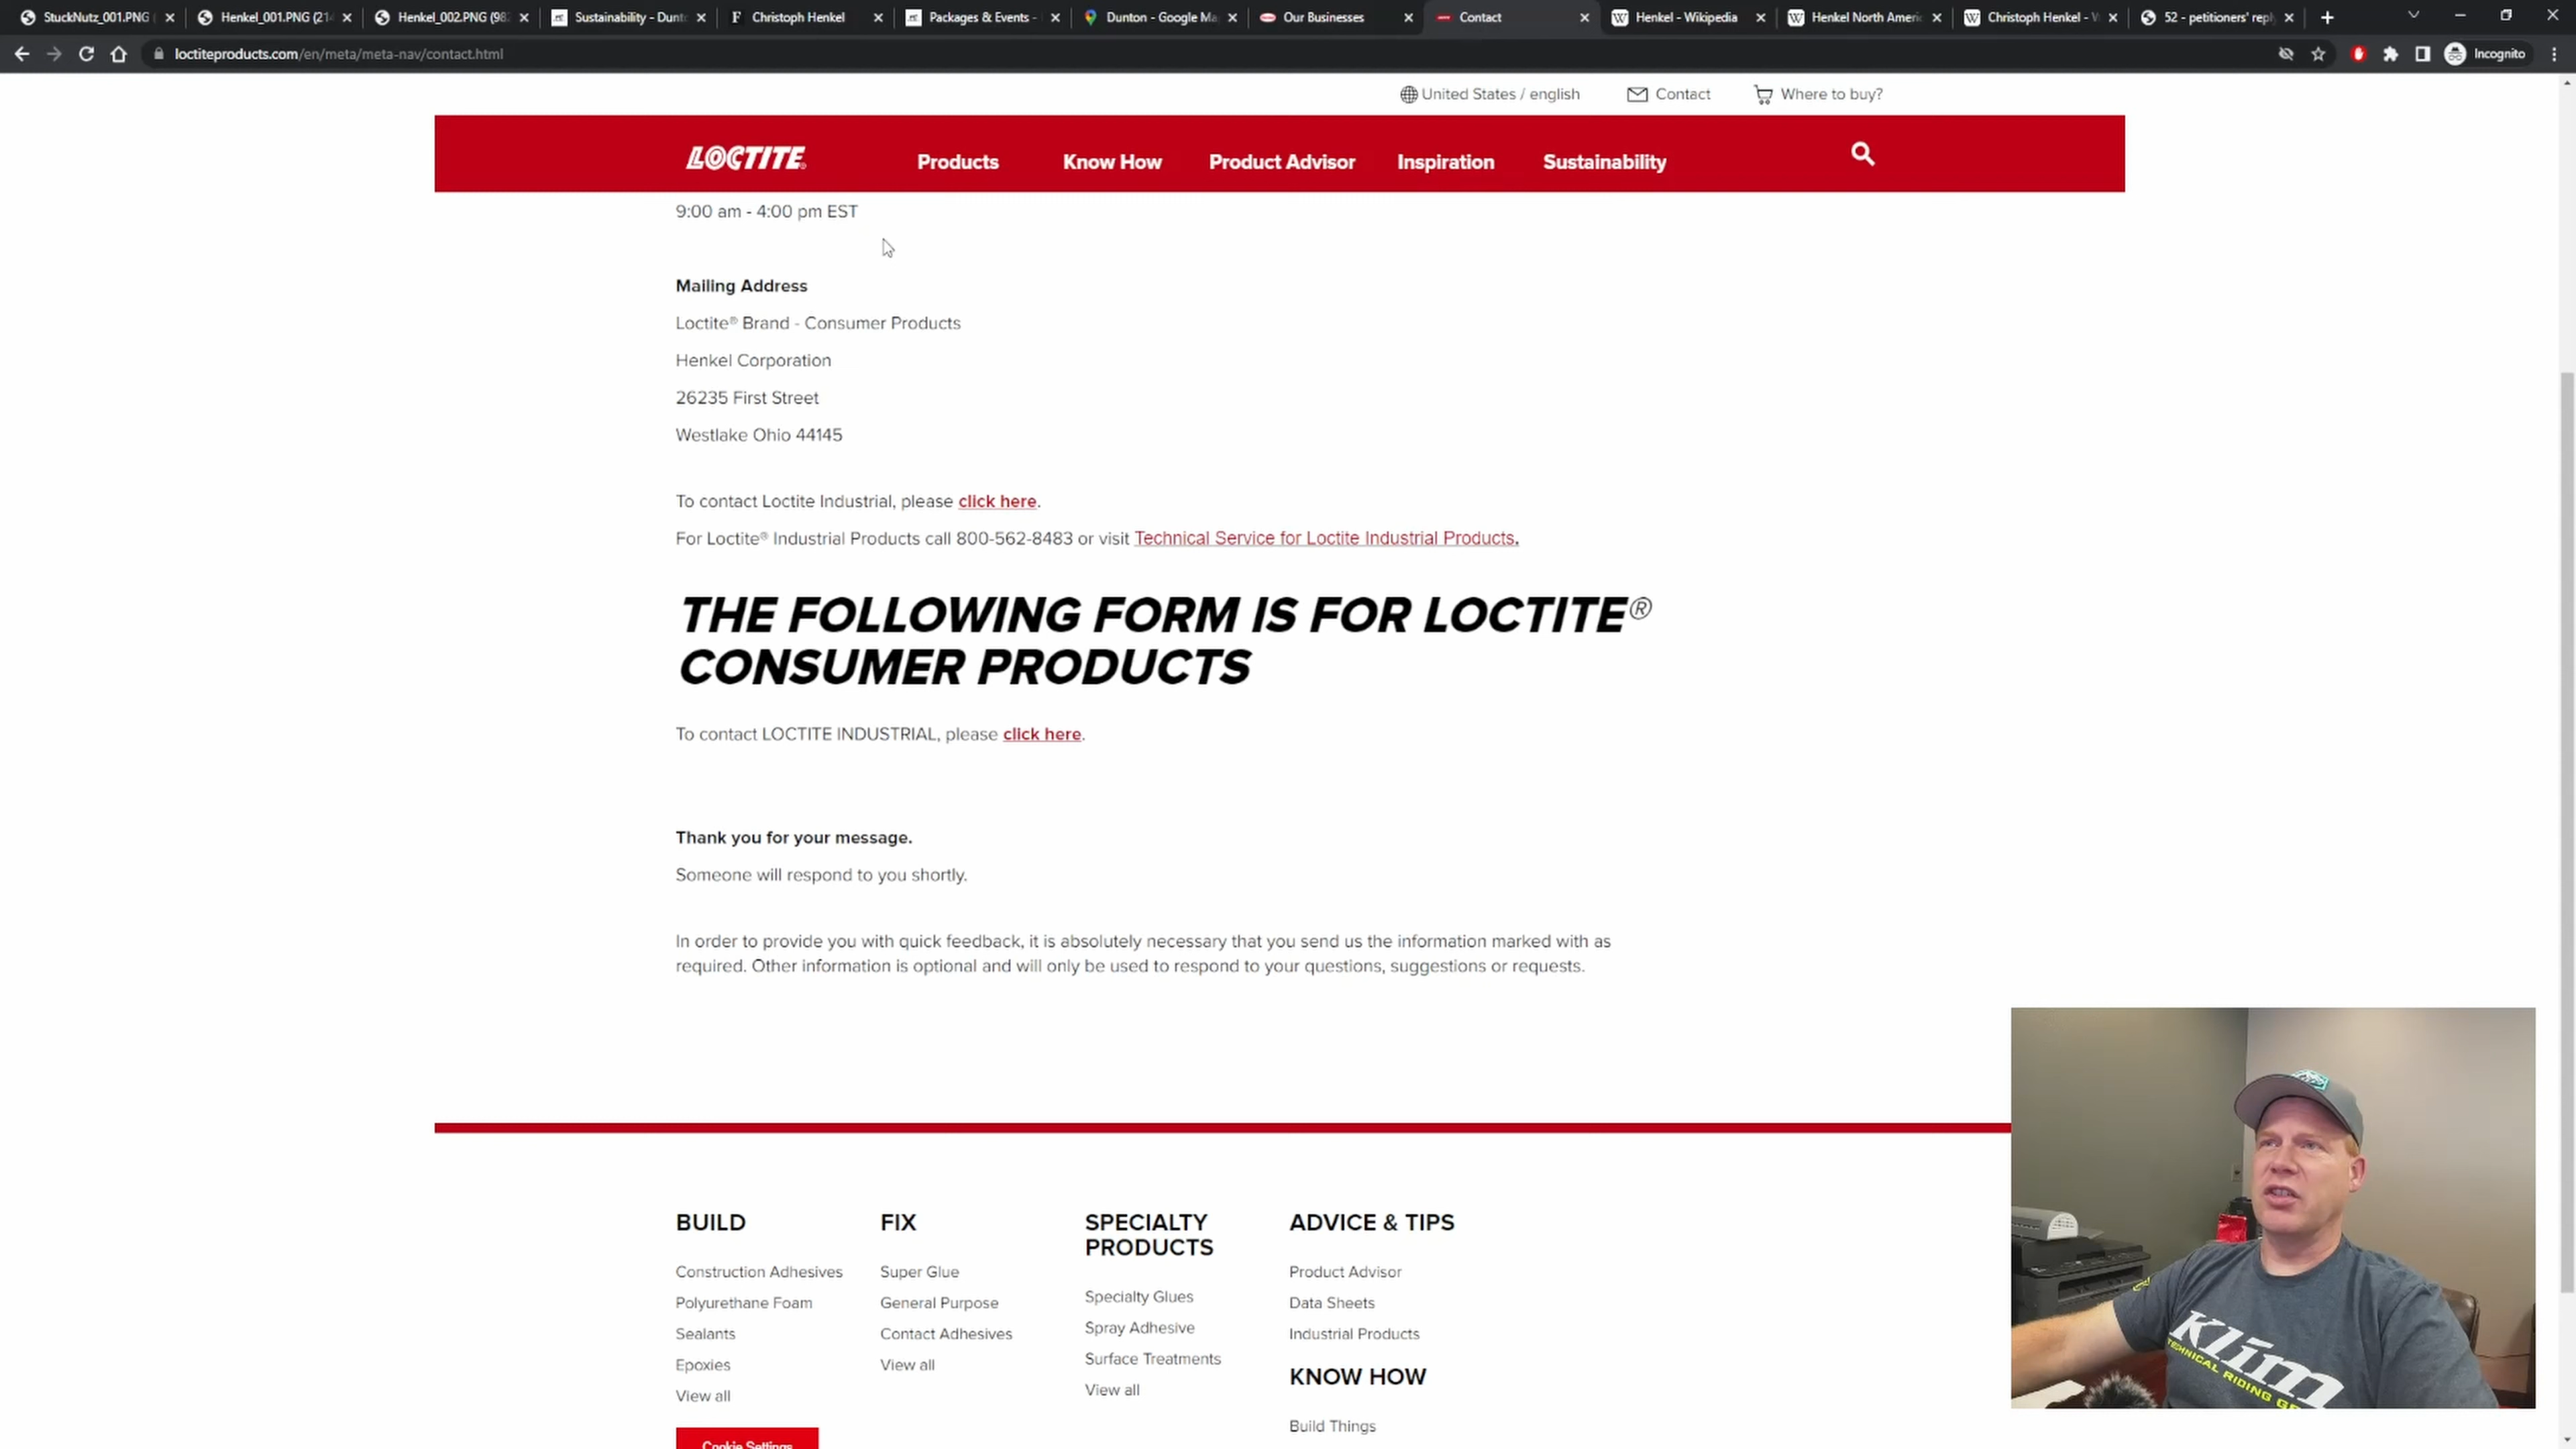 StuckNutz_001.PNG
Henkel_001.PNG (21
Henkel_002.PNG (98
Sustainability - Dunt
Christoph Henkel
Packages & Events -
Dunton - Google Ma
Our Businesses
Contact
Henkel - Wikipedia
Henkel North Ameri
Christoph Henkel - W
52 - petitioners' repl
loctiteproducts.com/en/meta/meta-nav/contact.html
Incognito
United States / english
Contact
Where to buy?
LOCTITE
Products
Know How
Product Advisor
Inspiration
Sustainability
9:00 am - 4:00 pm EST
Mailing Address
Loctite® Brand - Consumer Products
Henkel Corporation
26235 First Street
Westlake Ohio 44145
To contact Loctite Industrial, please click here.
For Loctite® Industrial Products call 800-562-8483 or visit Technical Service for Loctite Industrial Products.
THE FOLLOWING FORM IS FOR LOCTITE®
CONSUMER PRODUCTS
To contact LOCTITE INDUSTRIAL, please click here.
Thank you for your message.
Someone will respond to you shortly.
In order to provide you with quick feedback, it is absolutely necessary that you send us the information marked with as
required. Other information is optional and will only be used to respond to your questions, suggestions or requests.
BUILD
Construction Adhesives
Polyurethane Foam
Sealants
Epoxies
View all
Cookie Settings
FIX
Super Glue
General Purpose
Contact Adhesives
View all
SPECIALTY
PRODUCTS
Specialty Glues
Spray Adhesive
Surface Treatments
View all
ADVICE & TIPS
Product Advisor
Data Sheets
Industrial Products
KNOW HOW
Build Things
Klim
TECHNICAL RIDING